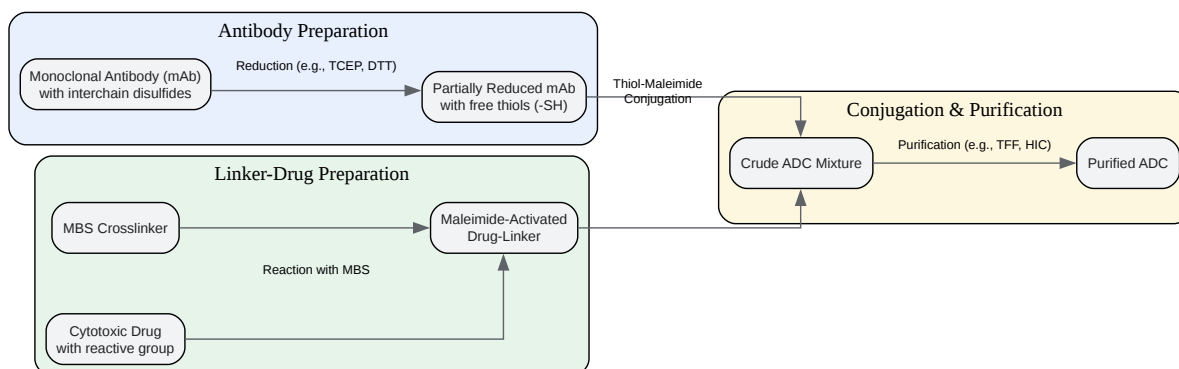 Antibody Preparation
Monoclonal Antibody (mAb)
with interchain disulfides
Reduction (e.g., TCEP, DTT)
Partially Reduced mAb
with free thiols (-SH)
Thiol-Maleimide
Conjugation
Linker-Drug Preparation
MBS Crosslinker
Maleimide-Activated
Drug-Linker
Reaction with MBS
Cytotoxic Drug
with reactive group
Conjugation & Purification
Crude ADC Mixture
Purification (e.g., TFF, HIC)
Purified ADC